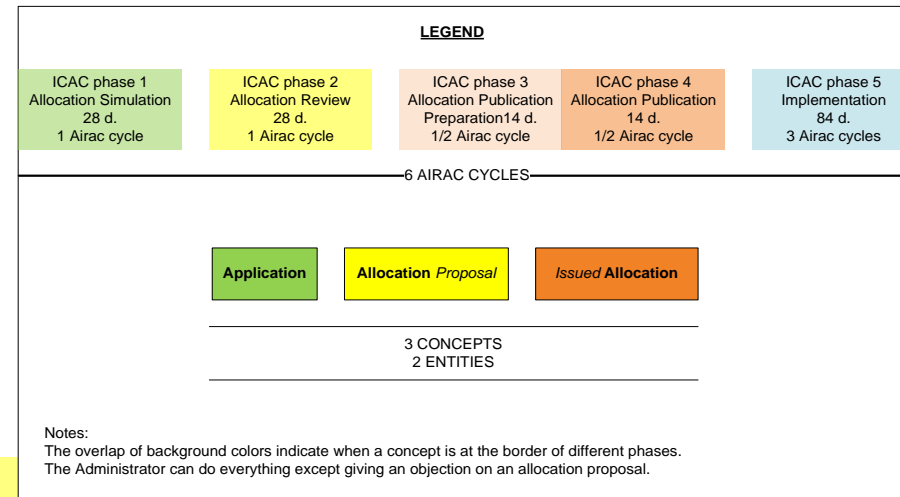 LEGEND
ICAC phase 1
Allocation Simulation
28 d.
1 Airac cycle
ICAC phase 2
Allocation Review
28 d.
1 Airac cycle
ICAC phase 3
Allocation Publication
Preparation14 d.
1/2 Airac cycle
ICAC phase 4
Allocation Publication
14 d.
1/2 Airac cycle
ICAC phase 5
Implementation
84 d.
3 Airac cycles
6 AIRAC CYCLES
Application
Allocation Proposal
Issued Allocation
3 CONCEPTS
2 ENTITIES
Notes:
The overlap of background colors indicate when a concept is at the border of different phases.
The Administrator can do everything except giving an objection on an allocation proposal.